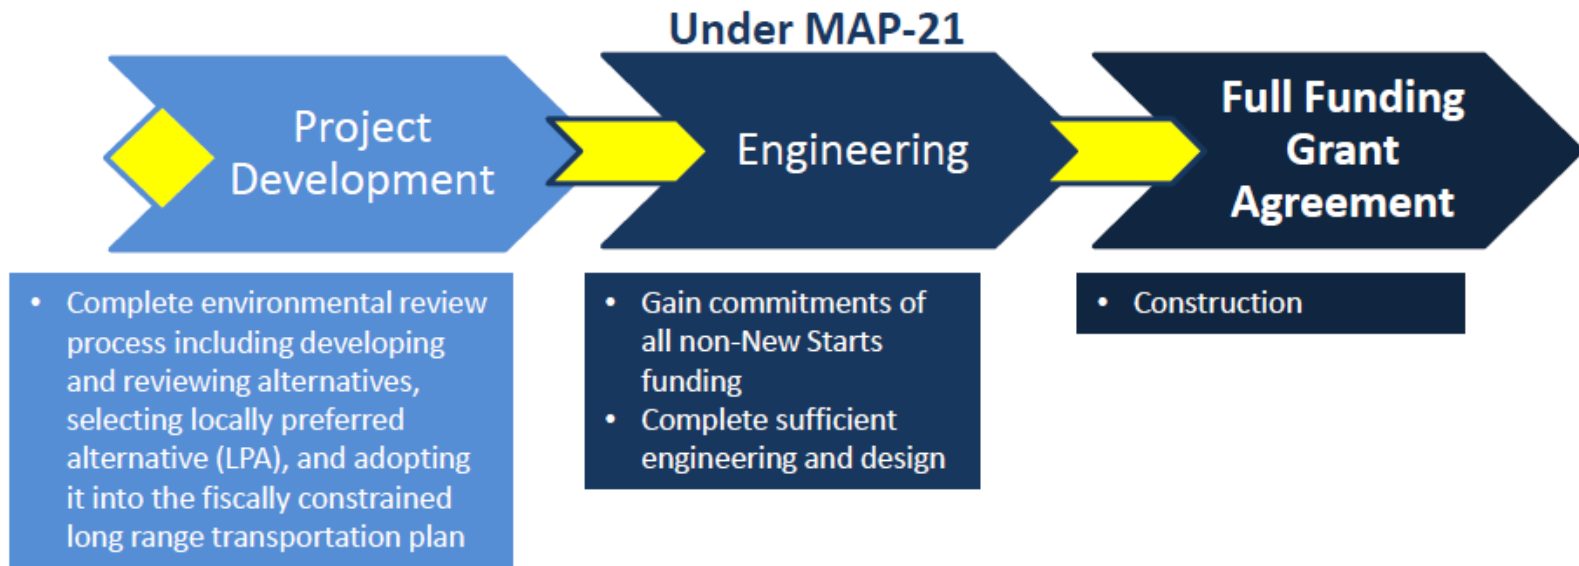 Under MAP-21
Project
Development
Engineering
Full Funding
Grant
Agreement
• Complete environmental review
process including developing
and reviewing alternatives,
selecting locally preferred
alternative (LPA), and adopting
it into the fiscally constrained
long range transportation plan
• Gain commitments of
all non-New Starts
funding
• Complete sufficient
engineering and design
• Construction